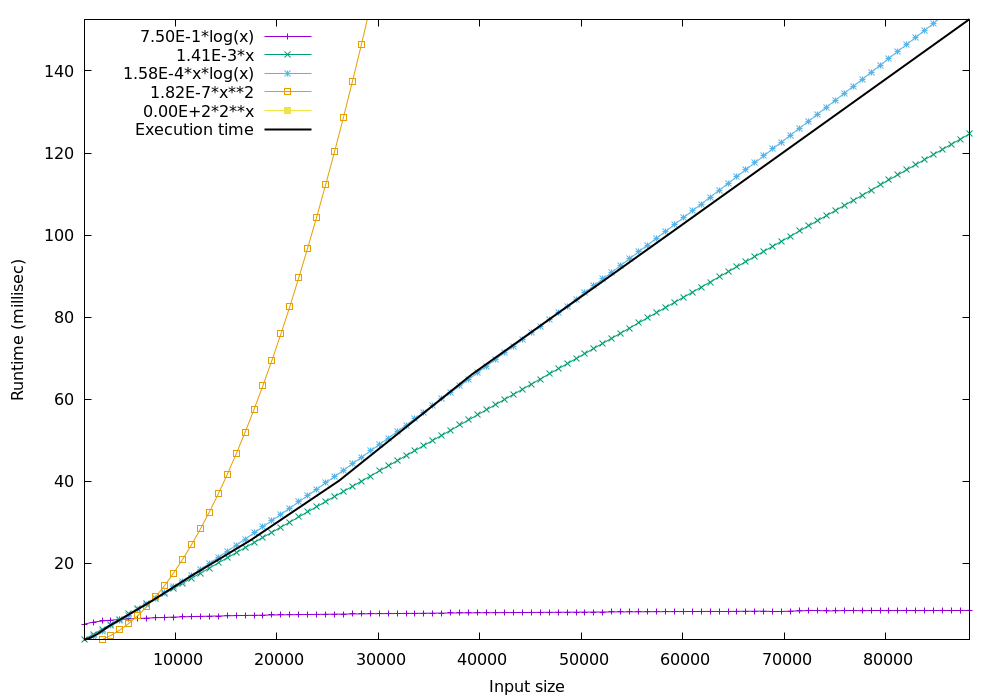 7.50E-1*log(x)
1.41E-3*x
1.58E-4*x*log(x)
1.82E-7*x**2
0.00E+2*2**x
Execution time
140
120
100
80
60
40
20
Runtime (millisec)
10000 20000 30000 40000 50000 60000 70000 80000
Input size